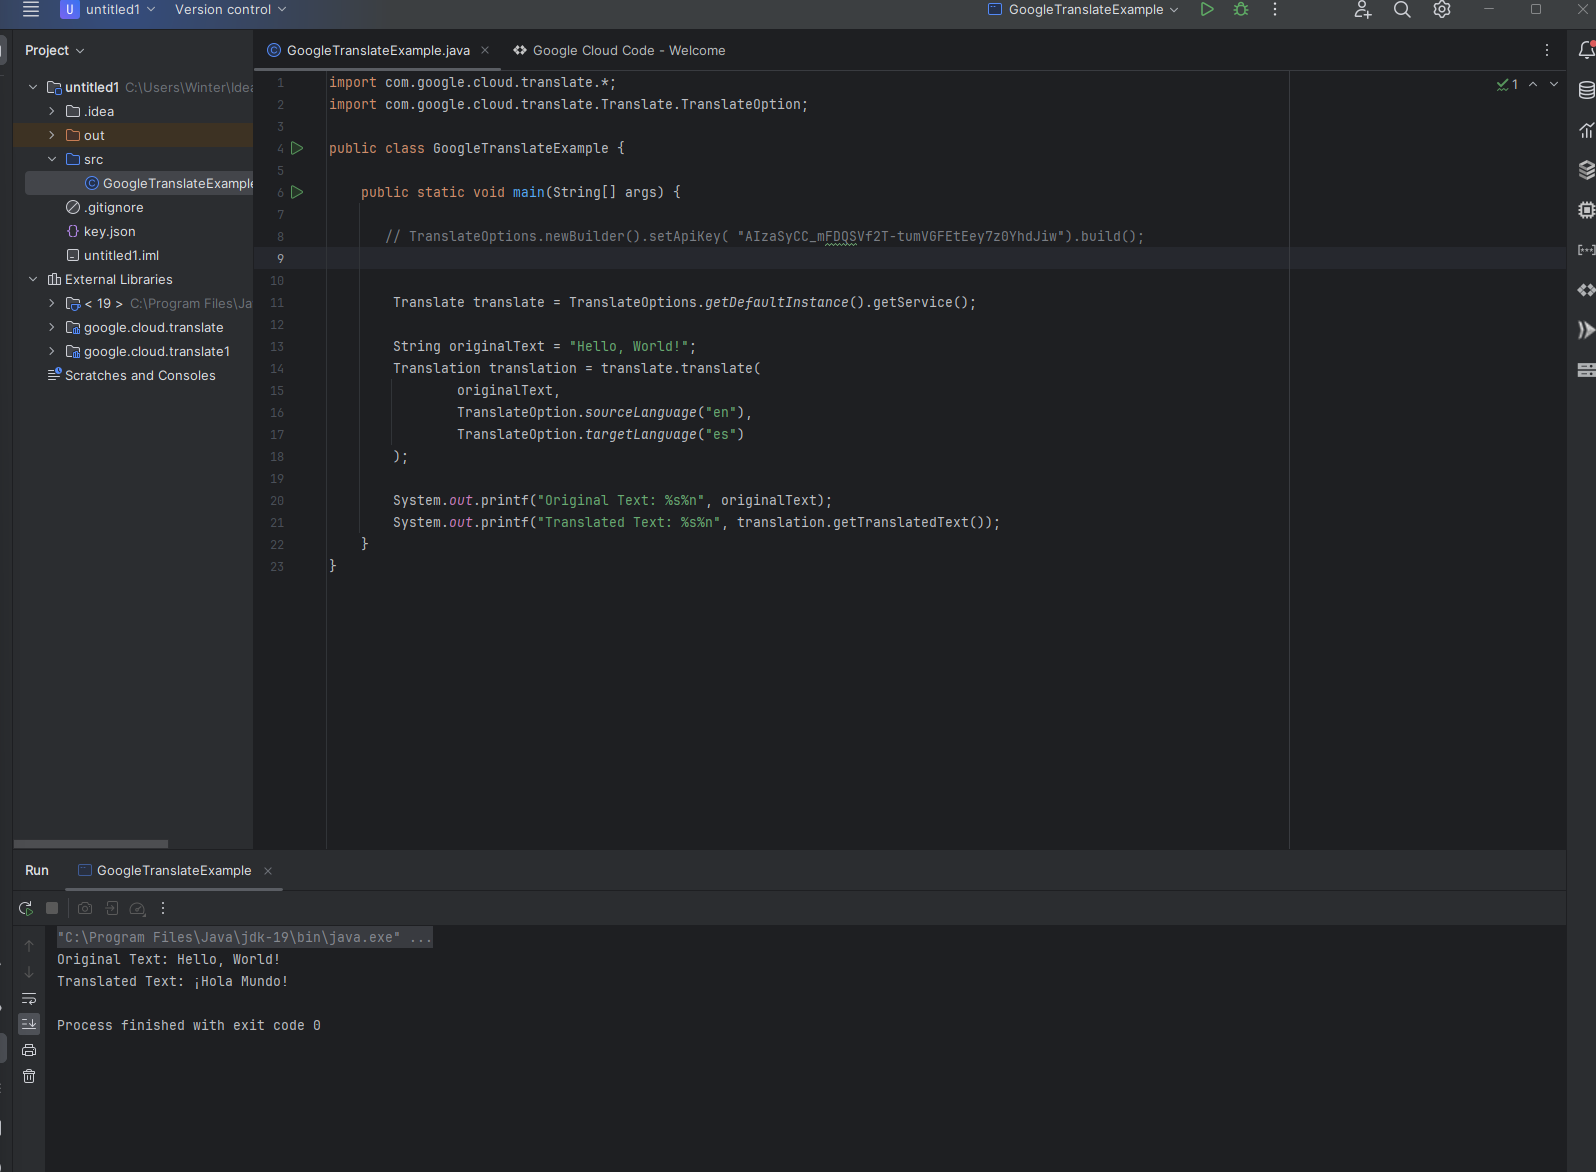 U untitled1 Version control GoogleTranslateExample
Project
untitled1 C:\Users\Winter\Idea
.idea
out
src
GoogleTranslateExample
.gitignore
key.json
untitled1.iml
External Libraries
< 19 > C:\Program Files\Ja
google.cloud.translate
google.cloud.translate1
Scratches and Consoles
GoogleTranslateExample.java Google Cloud Code - Welcome
1 import com.google.cloud.translate.*; 1
2 import com.google.cloud.translate.Translate.TranslateOption;
3
4 public class GoogleTranslateExample {
5
6 public static void main(String[] args) {
7
8 // TranslateOptions.newBuilder().setApiKey( "AIzaSyCC_mFDQSVf2T-tumVGFEtEey7z0YhdJiw").build();
9
10
11 Translate translate = TranslateOptions.getDefaultInstance().getService();
12
13 String originalText = "Hello, World!";
14 Translation translation = translate.translate(
15 originalText,
16 TranslateOption.sourceLanguage("en"),
17 TranslateOption.targetLanguage("es")
18 );
19
20 System.out.printf("Original Text: %s%n", originalText);
21 System.out.printf("Translated Text: %s%n", translation.getTranslatedText());
22 }
23 }
Run GoogleTranslateExample
"C:\Program Files\Java\jdk-19\bin\java.exe" ...
Original Text: Hello, World!
Translated Text: ¡Hola Mundo!
Process finished with exit code 0